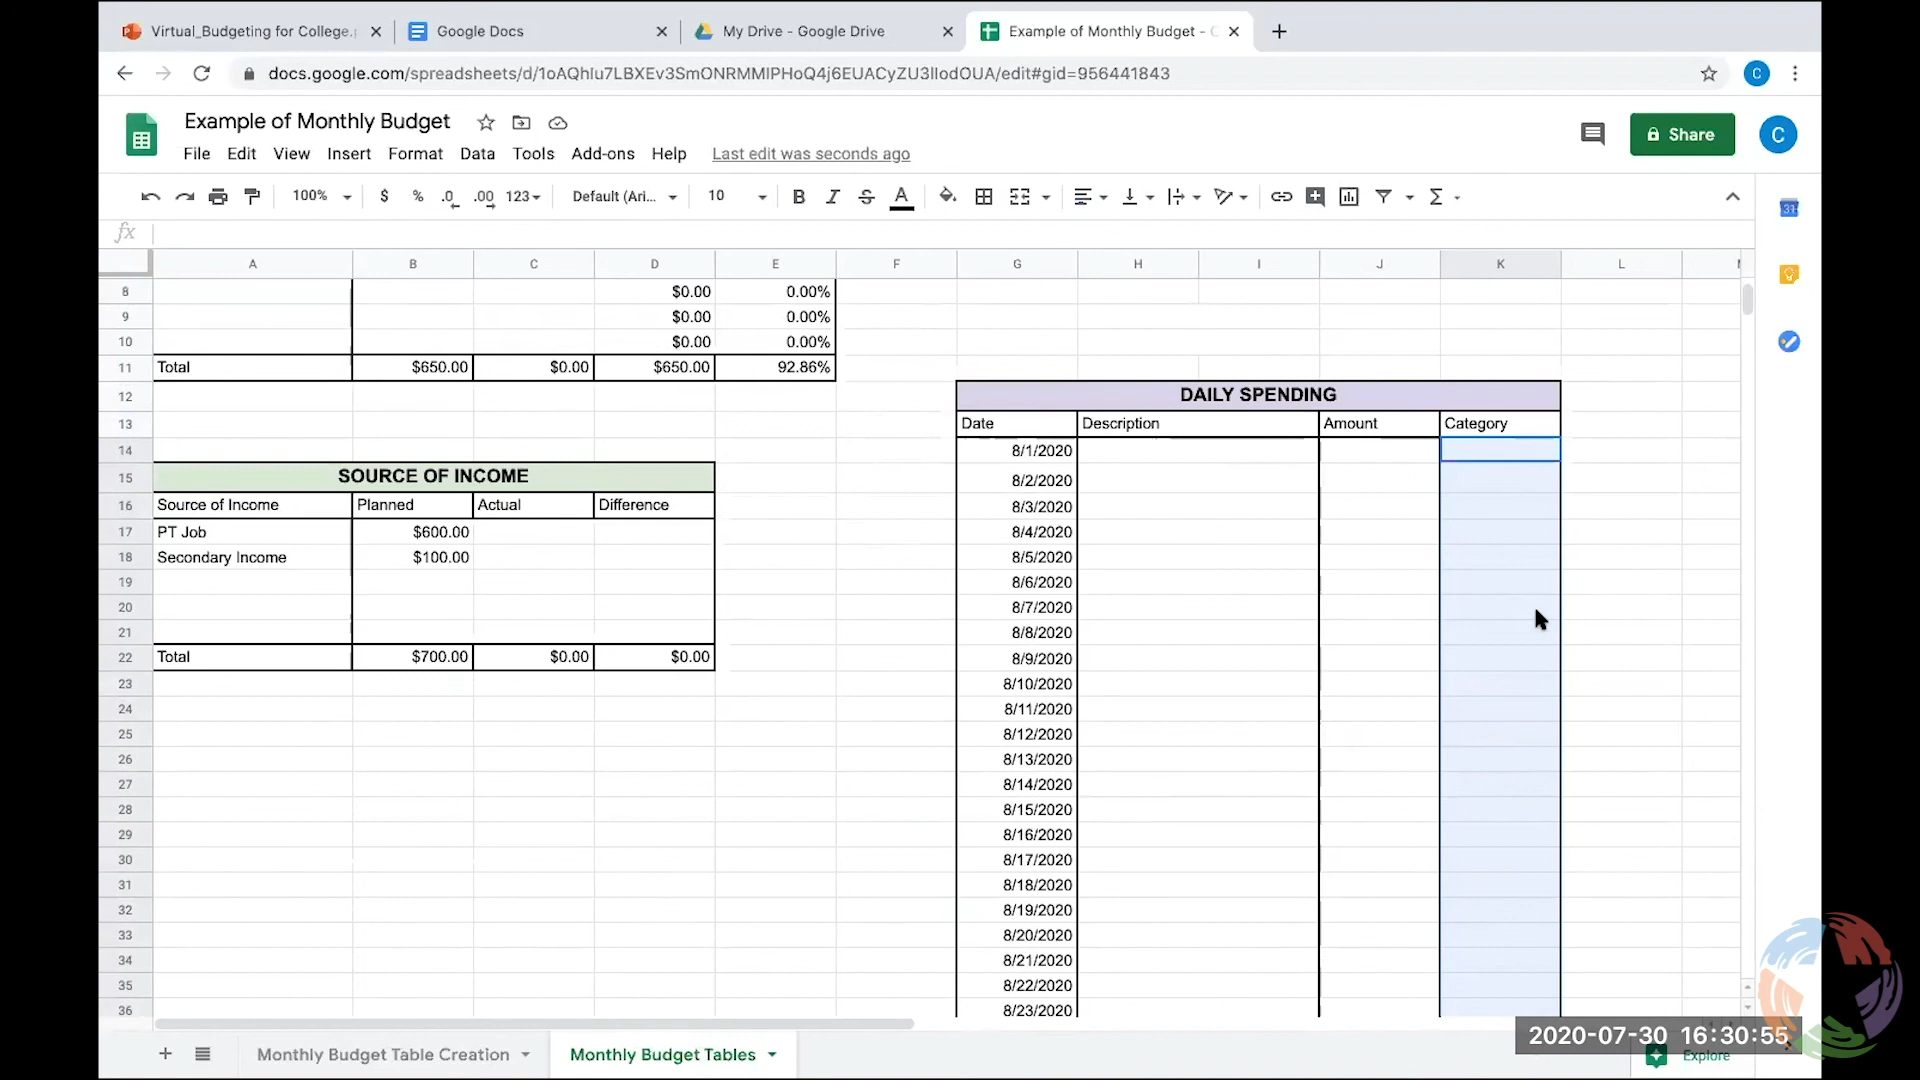 Virtual_Budgeting for College.p
Google Docs
My Drive - Google Drive
Example of Monthly Budget - C
docs.google.com/spreadsheets/d/1oAQhlu7LBXEv3SmONRMMIPHoQ4j6EUACyZU3IIodOUA/edit#gid=956441843
C
Example of Monthly Budget
Share
C
File Edit View Insert Format Data Tools Add-ons Help Last edit was seconds ago
100% $ % .0 .00 123 Default (Ari... 10 B I S A Σ
31
fx
A B C D E F G H I J K L
8 $0.00 0.00%
9 $0.00 0.00%
10 $0.00 0.00%
11 Total $650.00 $0.00 $650.00 92.86%
12 DAILY SPENDING
13 Date Description Amount Category
14 8/1/2020
15 SOURCE OF INCOME 8/2/2020
16 Source of Income Planned Actual Difference 8/3/2020
17 PT Job $600.00 8/4/2020
18 Secondary Income $100.00 8/5/2020
19 8/6/2020
20 8/7/2020
21 8/8/2020
22 Total $700.00 $0.00 $0.00 8/9/2020
23 8/10/2020
24 8/11/2020
25 8/12/2020
26 8/13/2020
27 8/14/2020
28 8/15/2020
29 8/16/2020
30 8/17/2020
31 8/18/2020
32 8/19/2020
33 8/20/2020
34 8/21/2020
35 8/22/2020
36 8/23/2020
2020-07-30 16:30:55
Monthly Budget Table Creation Monthly Budget Tables Explore